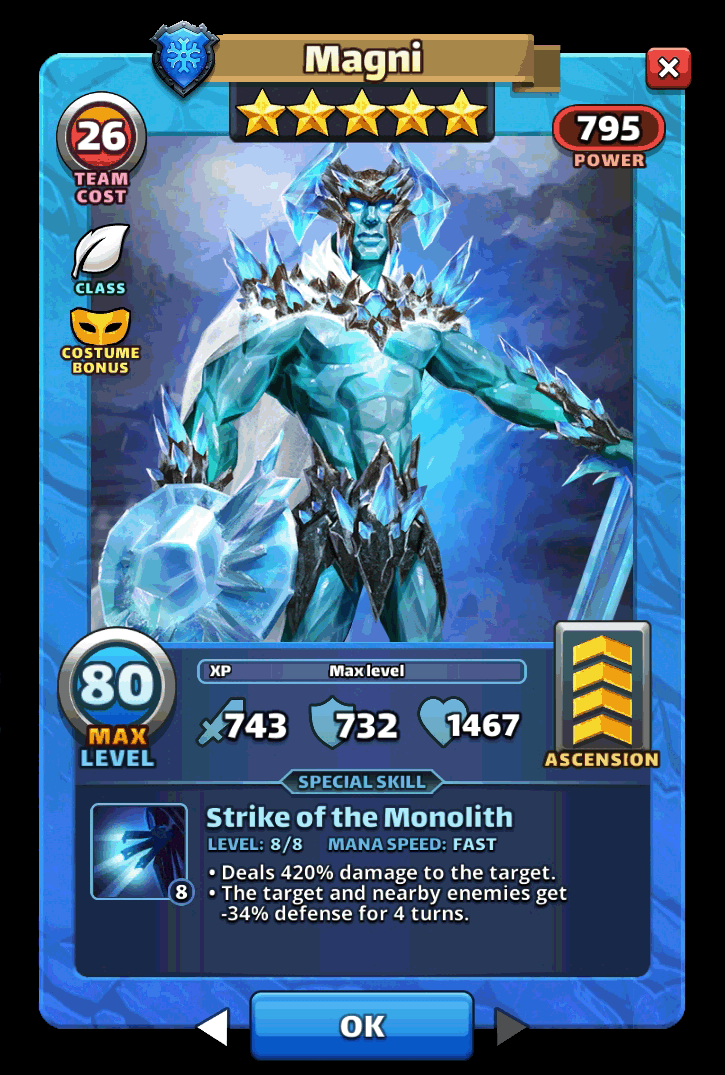 Magni
26
TEAM
COST
795
POWER
CLASS
COSTUME
BONUS
80
MAX
LEVEL
XP Max level
743 732 1467
ASCENSION
SPECIAL SKILL
Strike of the Monolith
LEVEL: 8/8 MANA SPEED: FAST
8
• Deals 420% damage to the target.
• The target and nearby enemies get
-34% defense for 4 turns.
OK